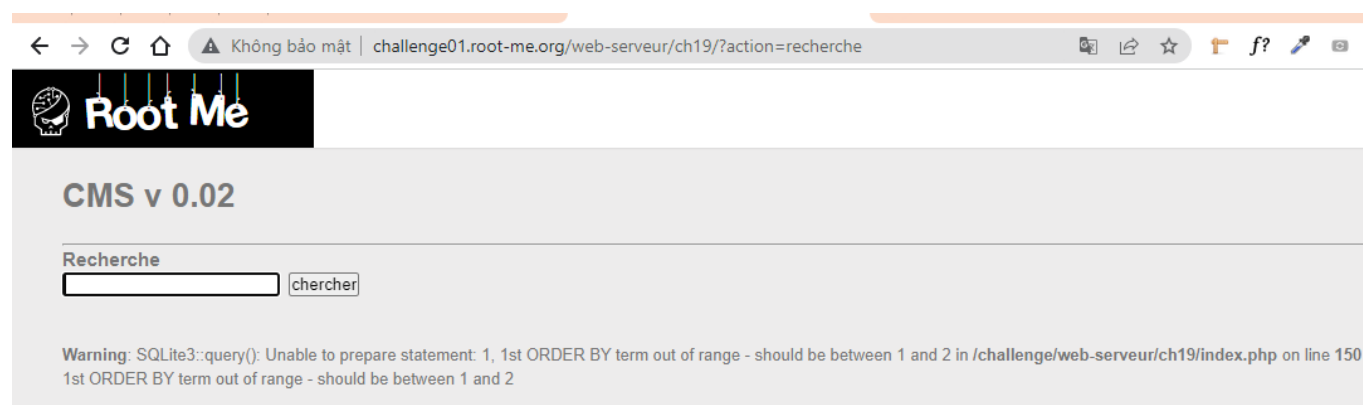 Không bảo mật | challenge01.root-me.org/web-serveur/ch19/?action=recherche
f?
Root Me
CMS v 0.02
Recherche
chercher
Warning: SQLite3::query(): Unable to prepare statement: 1, 1st ORDER BY term out of range - should be between 1 and 2 in /challenge/web-serveur/ch19/index.php on line 150
1st ORDER BY term out of range - should be between 1 and 2